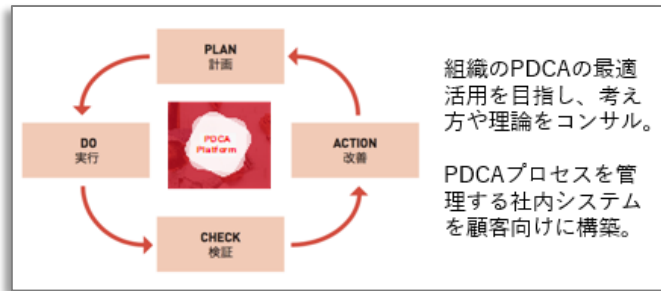 PLAN
計画
DO
実行
PDCA
Platform
ACTION
改善
CHECK
検証
組織のPDCAの最適
活用を目指し、考え
方や理論をコンサル。
PDCAプロセスを管
理する社内システム
を顧客向けに構築。